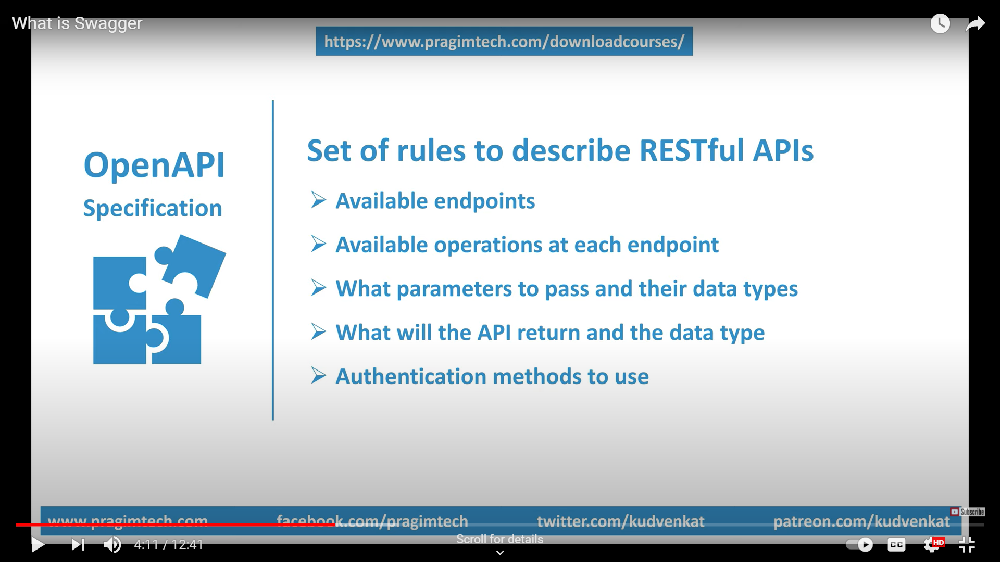 What is Swagger
https://www.pragimtech.com/downloadcourses/
OpenAPI
Specification
Set of rules to describe RESTful APIs
Available endpoints
Available operations at each endpoint
What parameters to pass and their data types
What will the API return and the data type
Authentication methods to use
Subscribe
www.pragimtech.com facebook.com/pragimtech twitter.com/kudvenkat patreon.com/kudvenkat
Scroll for details
4:11 / 12:41
CC
HD